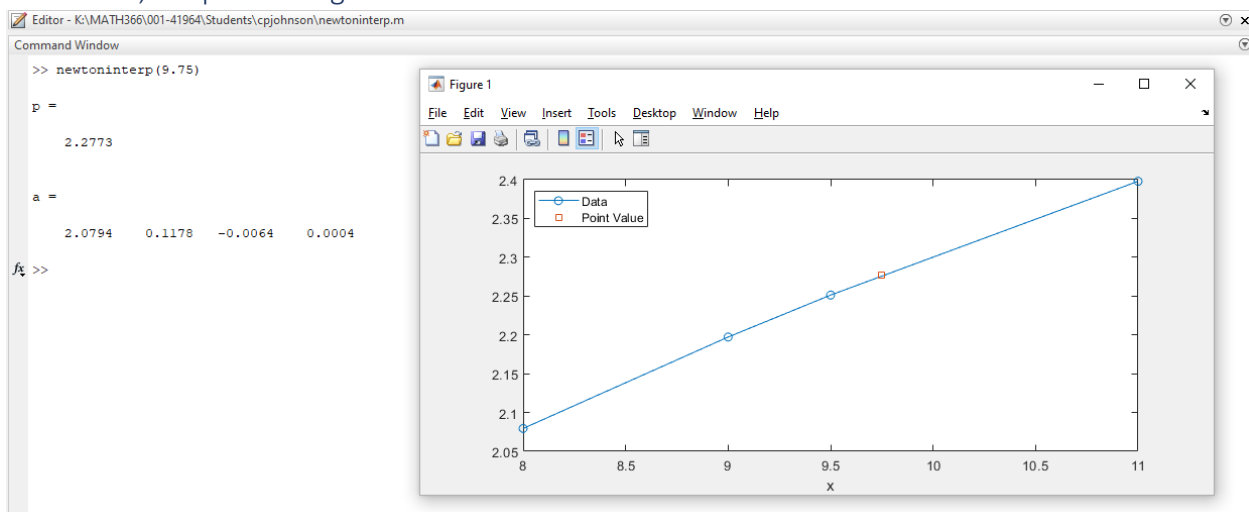 Editor - K:\MATH366\001-41964\Students\cpjohnson\newtoninterp.m
Command Window
>> newtoninterp(9.75)
p =
2.2773
a =
2.0794 0.1178 -0.0064 0.0004
fx >>
Figure 1
File Edit View Insert Tools Desktop Window Help
2.4
2.35
2.3
2.25
2.2
2.15
2.1
2.05
Data
Point Value
8 8.5 9 9.5 10 10.5 11
x